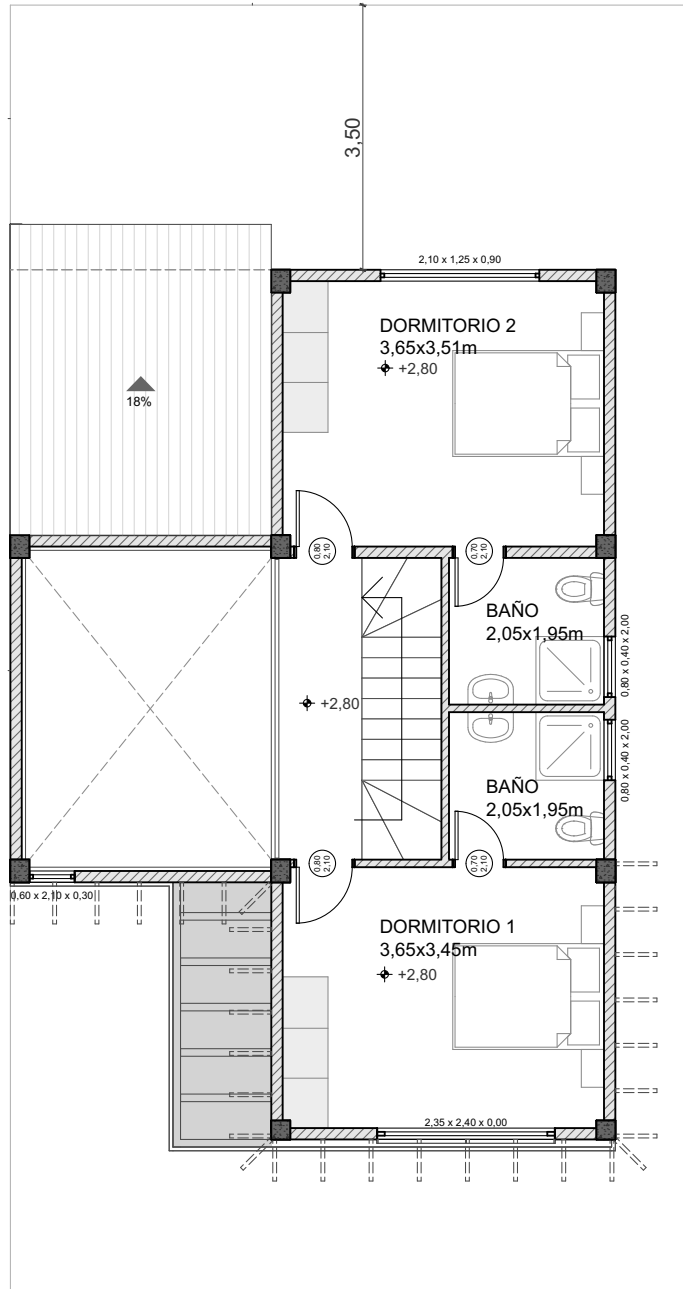 3,50
2,10 x 1,25 x 0,90
DORMITORIO 2
3,65x3,51m
+2,80
18%
0,80
2,10
0,70
2,10
BAÑO
2,05x1,95m
0,80 x 0,40 x 2,00
+2,80
0,80 x 0,40 x 2,00
BAÑO
2,05x1,95m
0,80
2,10
0,70
2,10
0,60 x 2,10 x 0,30
DORMITORIO 1
3,65x3,45m
+2,80
2,35 x 2,40 x 0,00